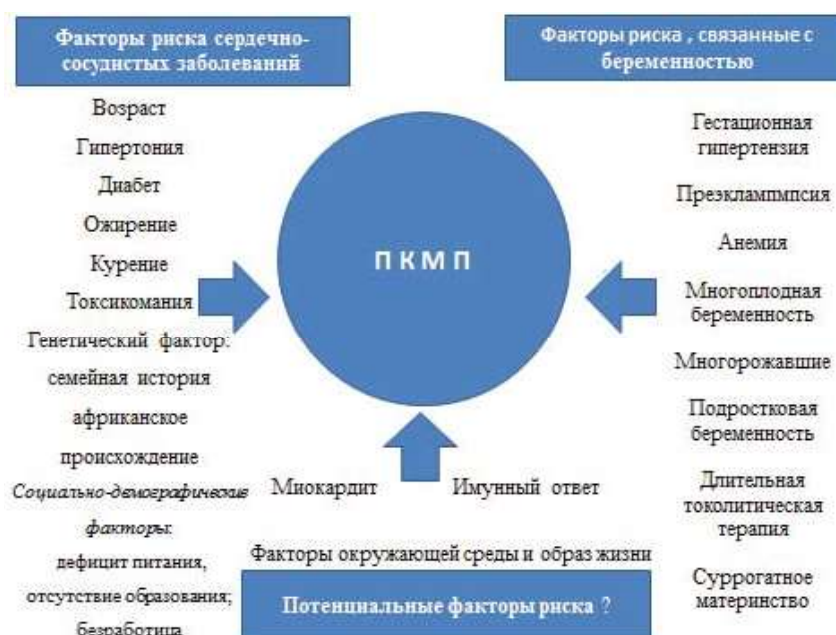 Факторы риска сердечно-
сосудистых заболеваний
Возраст
Гипертония
Диабет
Ожирение
Курение
Токсикомания
Генетический фактор:
семейная история
африканское
происхождение
Социально-демографические
факторы:
дефицит питания,
отсутствие образования;
безработица
П К М П
Миокардит
Имунный ответ
Факторы окружающей среды и образ жизни
Потенциальные факторы риска ?
Факторы риска , связанные с
беременностью
Гестационная
гипертензия
Преэклампмпсия
Анемия
Многоплодная
беременность
Многорожавшие
Подростковая
беременность
Длительная
токолитическая
терапия
Суррогатное
материнство